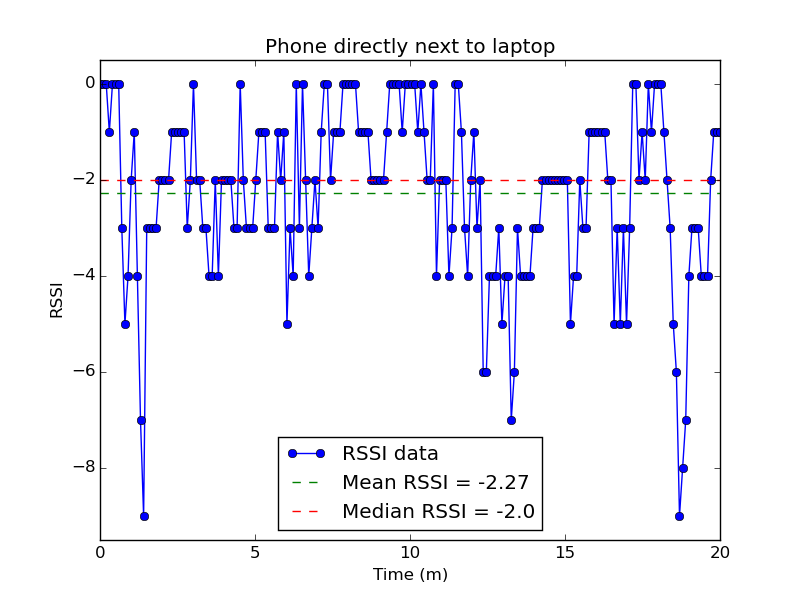 Phone directly next to laptop
0
−2
−4
−6
−8
RSSI
RSSI data
Mean RSSI = -2.27
Median RSSI = -2.0
0 5 10 15 20
Time (m)